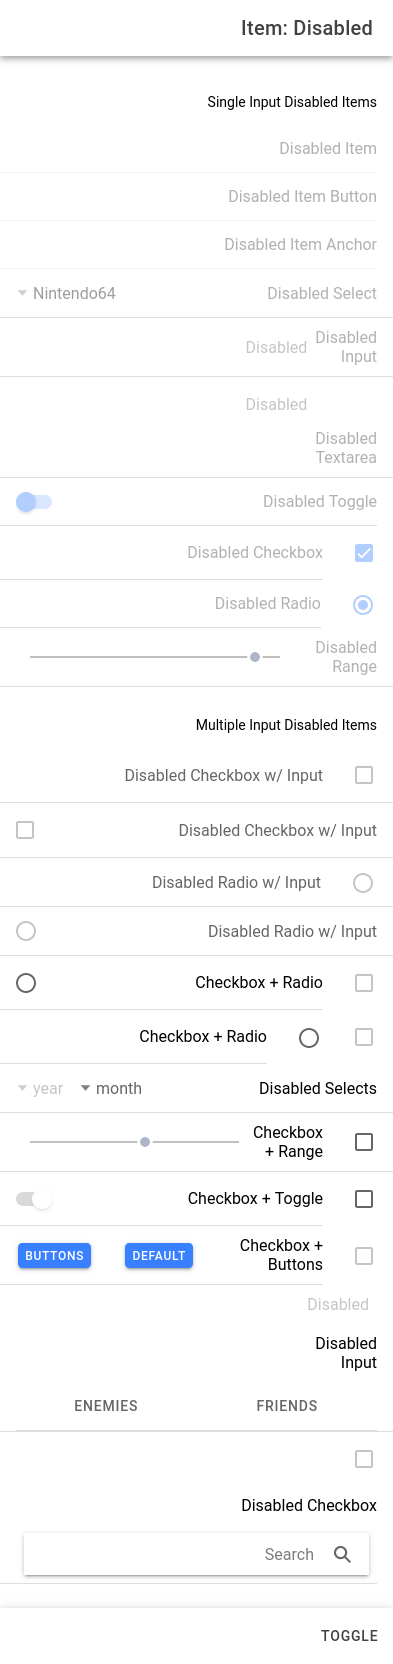 Item: Disabled
Single Input Disabled Items
Disabled Item
Disabled Item Button
Disabled Item Anchor
Disabled Select
Nintendo64
Disabled
Input
Disabled
Disabled
Disabled
Textarea
Disabled Toggle
Disabled Checkbox
Disabled Radio
Disabled
Range
Multiple Input Disabled Items
Disabled Checkbox w/ Input
Disabled Checkbox w/ Input
Disabled Radio w/ Input
Disabled Radio w/ Input
Checkbox + Radio
Checkbox + Radio
Disabled Selects
month
year
Checkbox
+ Range
Checkbox + Toggle
Checkbox +
Buttons
DEFAULT
BUTTONS
Disabled
Disabled
Input
FRIENDS
ENEMIES
Disabled Checkbox
Search
TOGGLE